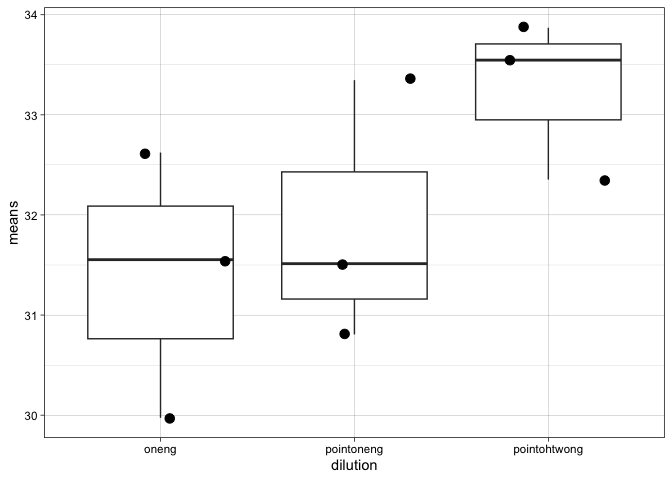 34
33
32
31
30
means
oneng
pointoneng
pointohtwong
dilution